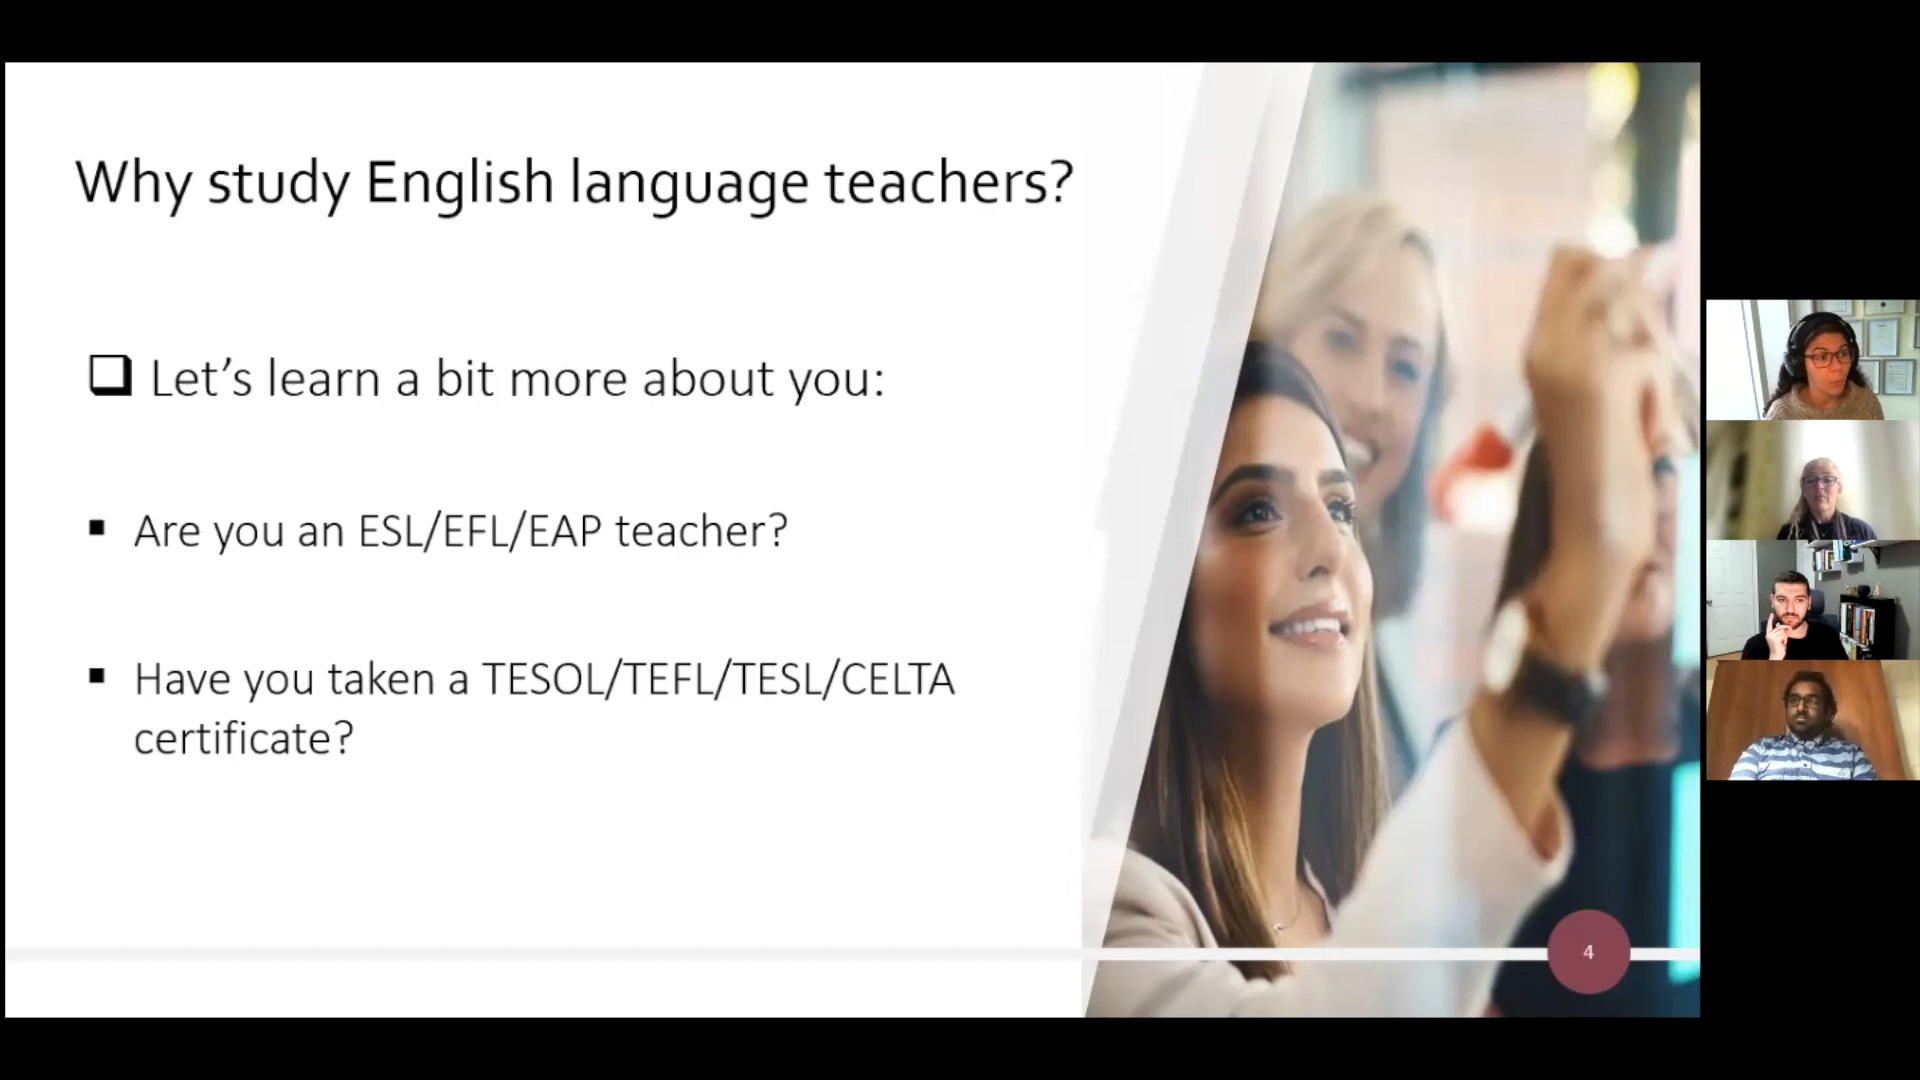 Why study English language teachers?
Let’s learn a bit more about you:
Are you an ESL/EFL/EAP teacher?
Have you taken a TESOL/TEFL/TESL/CELTA
certificate?
4